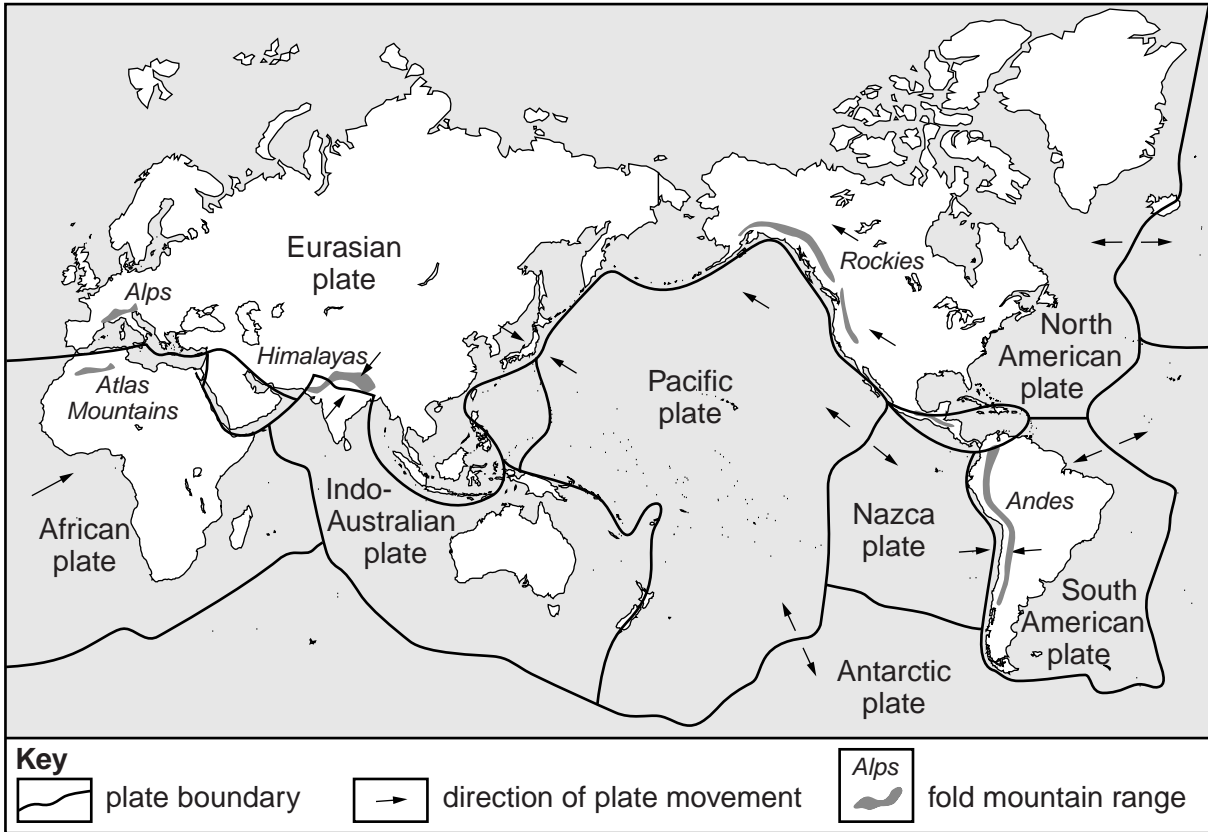 Eurasian
plate
Alps
Himalayas
Atlas
Mountains
African
plate
Indo-
Australian
plate
Pacific
plate
Rockies
North
American
plate
Nazca
plate
Andes
South
American
plate
Antarctic
plate
Key
plate boundary
direction of plate movement
Alps
fold mountain range